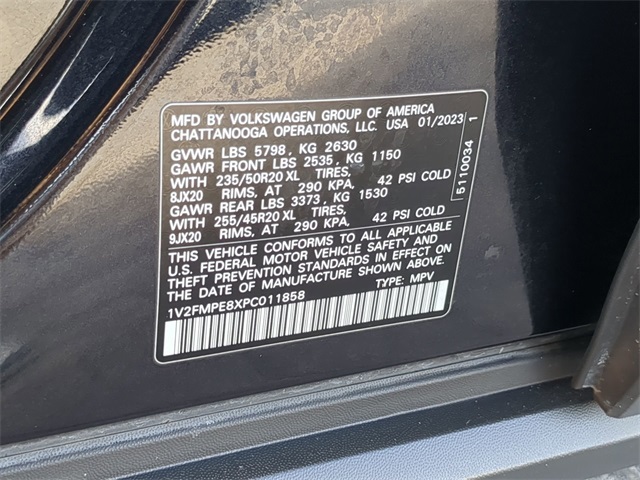 MFD BY VOLKSWAGEN GROUP OF AMERICA
CHATTANOOGA OPERATIONS, LLC. USA 01/2023
GVWR LBS 5798, KG 2630
GAWR FRONT LBS 2535, KG 1150
WITH 235/50R20 XL TIRES,
8JX20 RIMS, AT 290 KPA, 42 PSI COLD
GAWR REAR LBS 3373, KG 1530
WITH 255/45R20 XL TIRES,
9JX20 RIMS, AT 290 KPA, 42 PSI COLD
THIS VEHICLE CONFORMS TO ALL APPLICABLE
U.S. FEDERAL MOTOR VEHICLE SAFETY AND
THEFT PREVENTION STANDARDS IN EFFECT ON
THE DATE OF MANUFACTURE SHOWN ABOVE.
1V2FMPE8XPC011858 TYPE: MPV
5110034 1